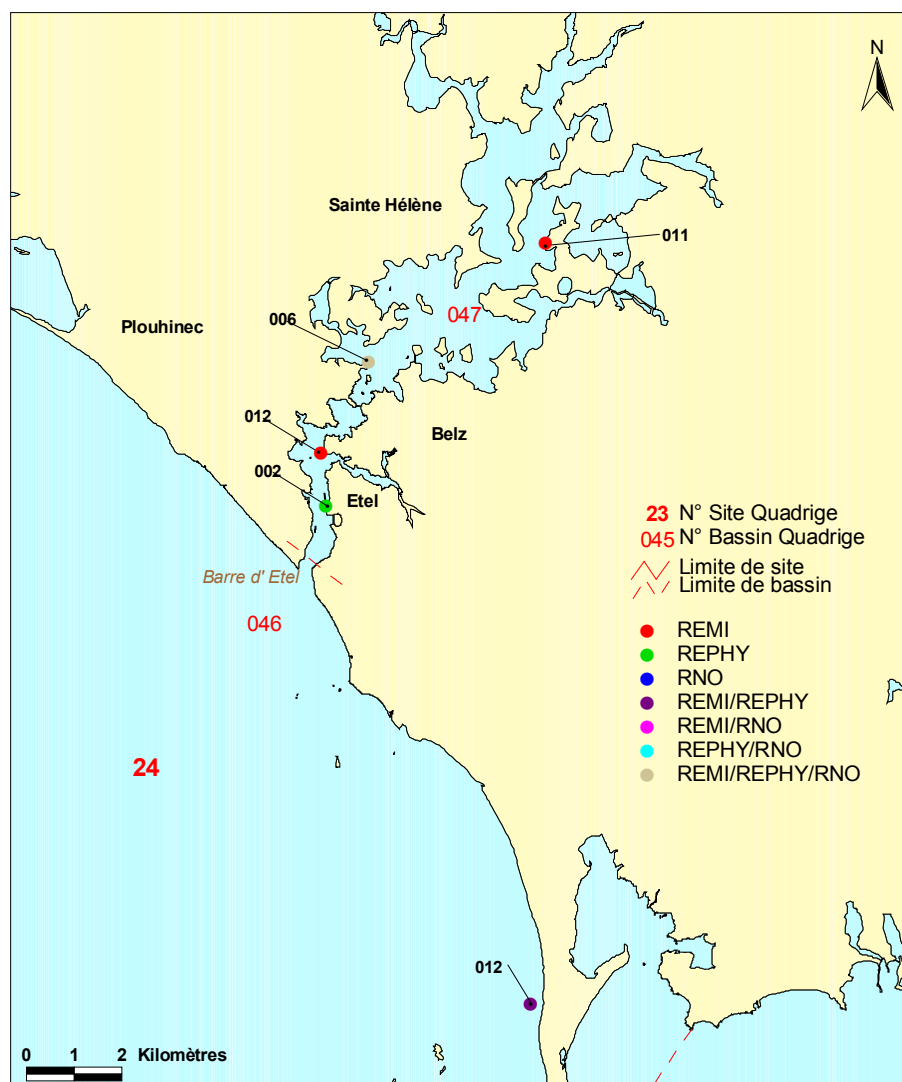 N
Sainte Hélène
011
047
Plouhinec
006
012
Belz
002
Etel
23 N° Site Quadrige
045 N° Bassin Quadrige
Limite de site
Limite de bassin
Barre d' Etel
046
REMI
REPHY
RNO
REMI/REPHY
REMI/RNO
REPHY/RNO
REMI/REPHY/RNO
24
012
0 1 2 Kilomètres